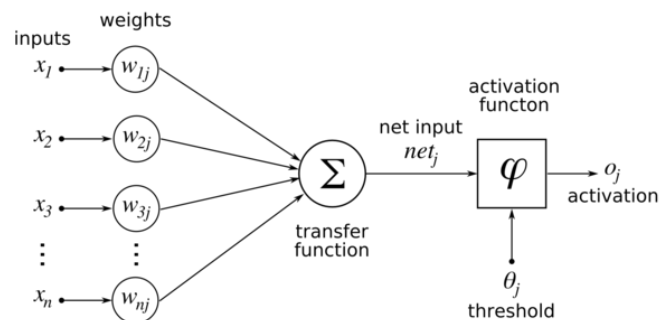 inputs
weights
x1
w1j
x2
w2j
x3
w3j
⋮
⋮
xn
wnj
Σ
transfer
function
net input
netj
activation
functon
φ
oj
activation
θj
threshold